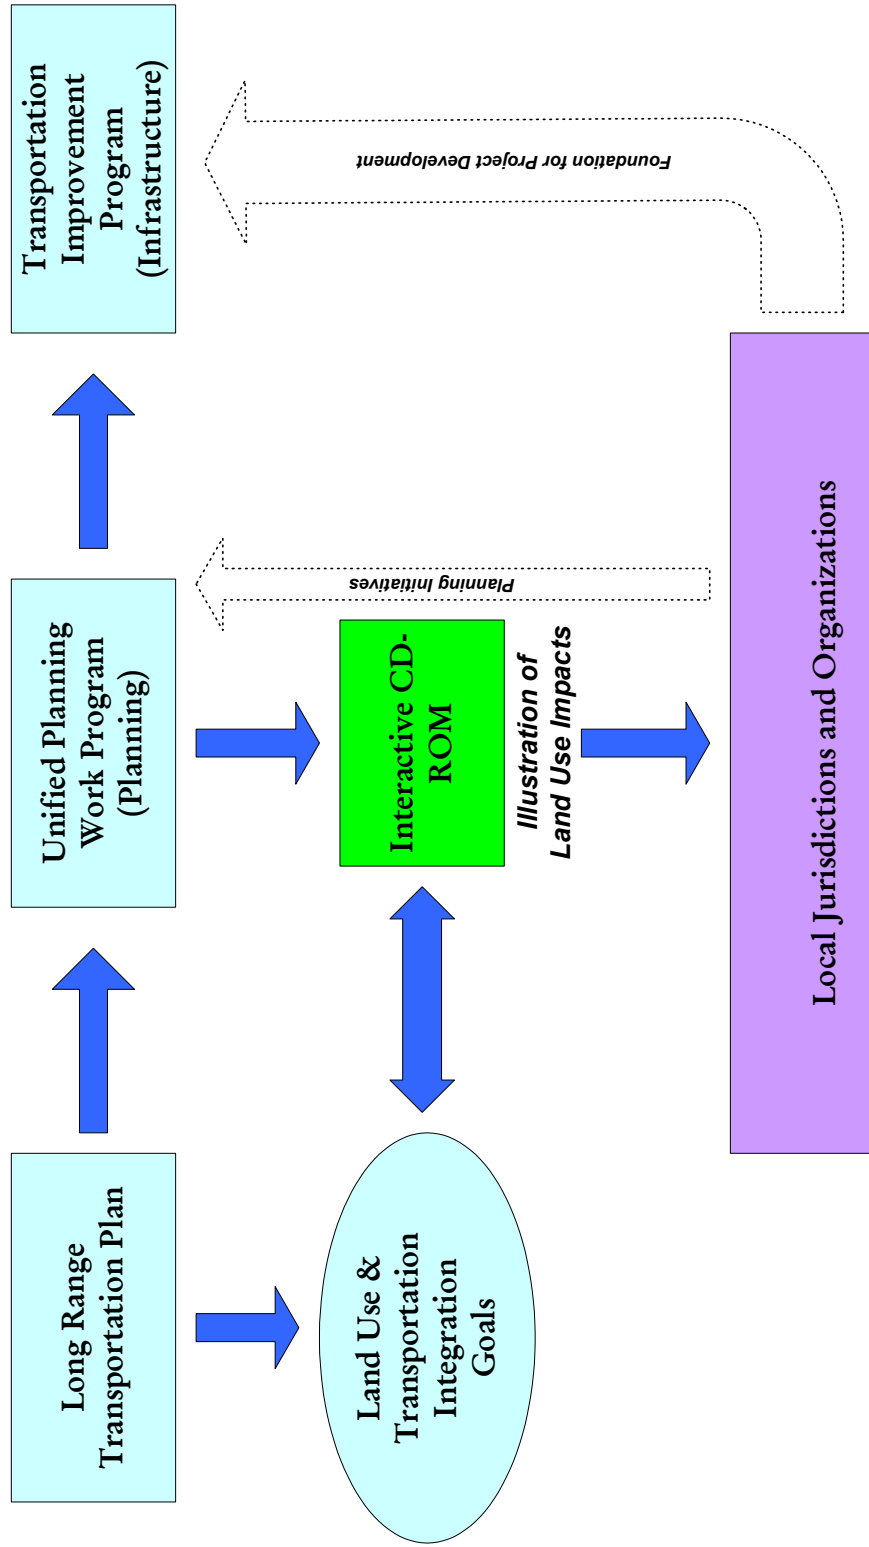 Long Range
Transportation Plan
Unified Planning
Work Program
(Planning)
Transportation
Improvement
Program
(Infrastructure)
Land Use &
Transportation
Integration
Goals
Interactive CD-
ROM
Illustration of
Land Use Impacts
Planning Initiatives
Foundation for Project Development
Local Jurisdictions and Organizations